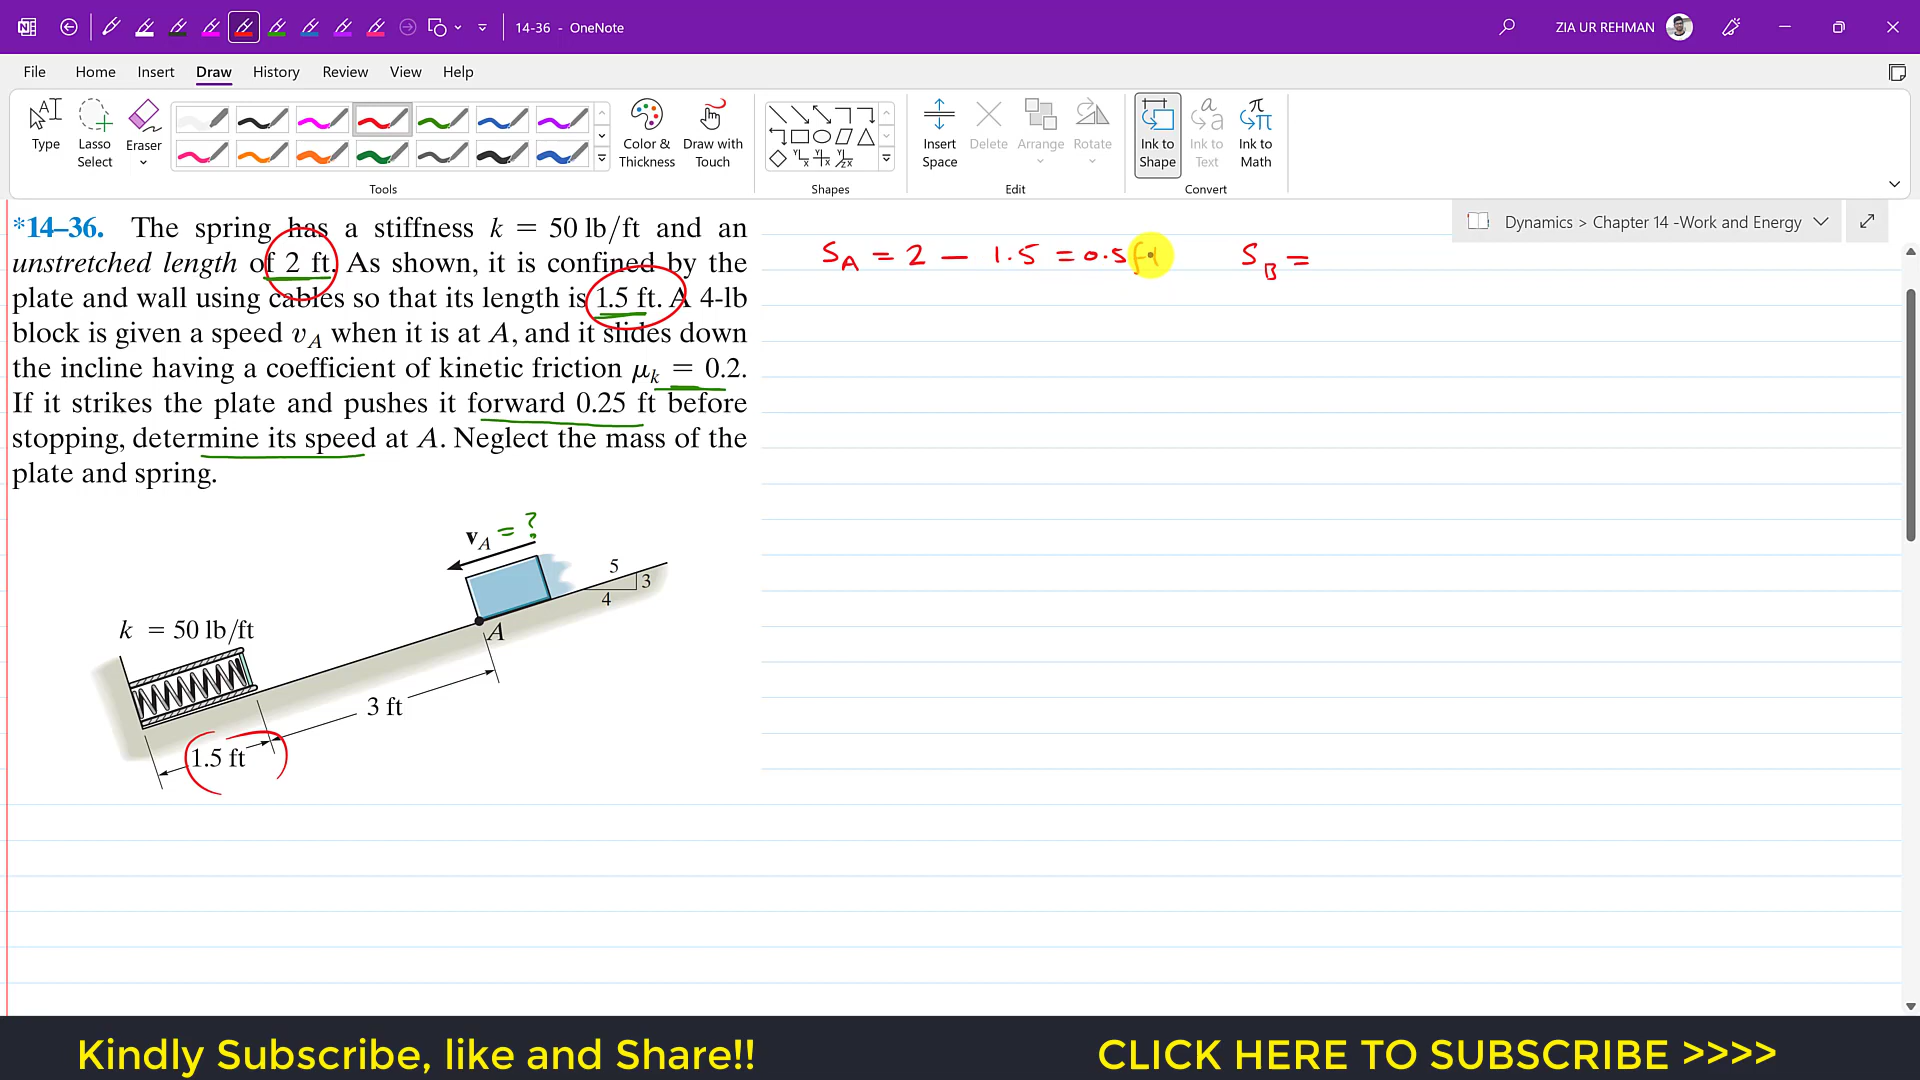 14-36 - OneNote
ZIA UR REHMAN
File Home Insert Draw History Review View Help
Type
Lasso Select
Eraser
Color & Thickness
Draw with Touch
Insert Space
Delete
Arrange
Rotate
Ink to Shape
Ink to Text
Ink to Math
Tools
Shapes
Edit
Convert
Dynamics > Chapter 14 -Work and Energy
*14–36. The spring has a stiffness k = 50 lb/ft and an
unstretched length of 2 ft. As shown, it is confined by the
plate and wall using cables so that its length is 1.5 ft. A 4-lb
block is given a speed vA when it is at A, and it slides down
the incline having a coefficient of kinetic friction μk = 0.2.
If it strikes the plate and pushes it forward 0.25 ft before
stopping, determine its speed at A. Neglect the mass of the
plate and spring.
SA = 2 – 1.5 = 0.5ft
SB =
vA = ?
5
3
4
k = 50 lb/ft
A
3 ft
1.5 ft
Kindly Subscribe, like and Share!!
CLICK HERE TO SUBSCRIBE >>>>